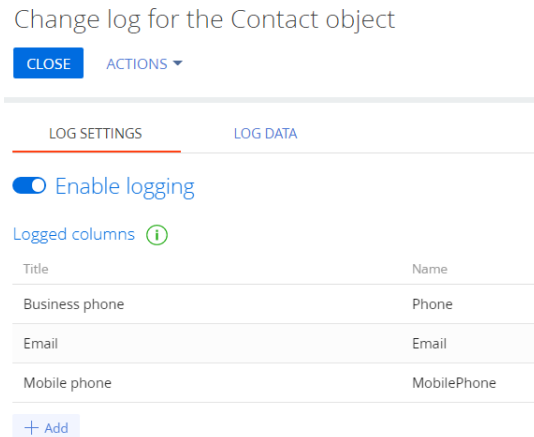 Change log for the Contact object
CLOSE ACTIONS
LOG SETTINGS LOG DATA
Enable logging
Logged columns
Title Name
Business phone Phone
Email Email
Mobile phone MobilePhone
+ Add